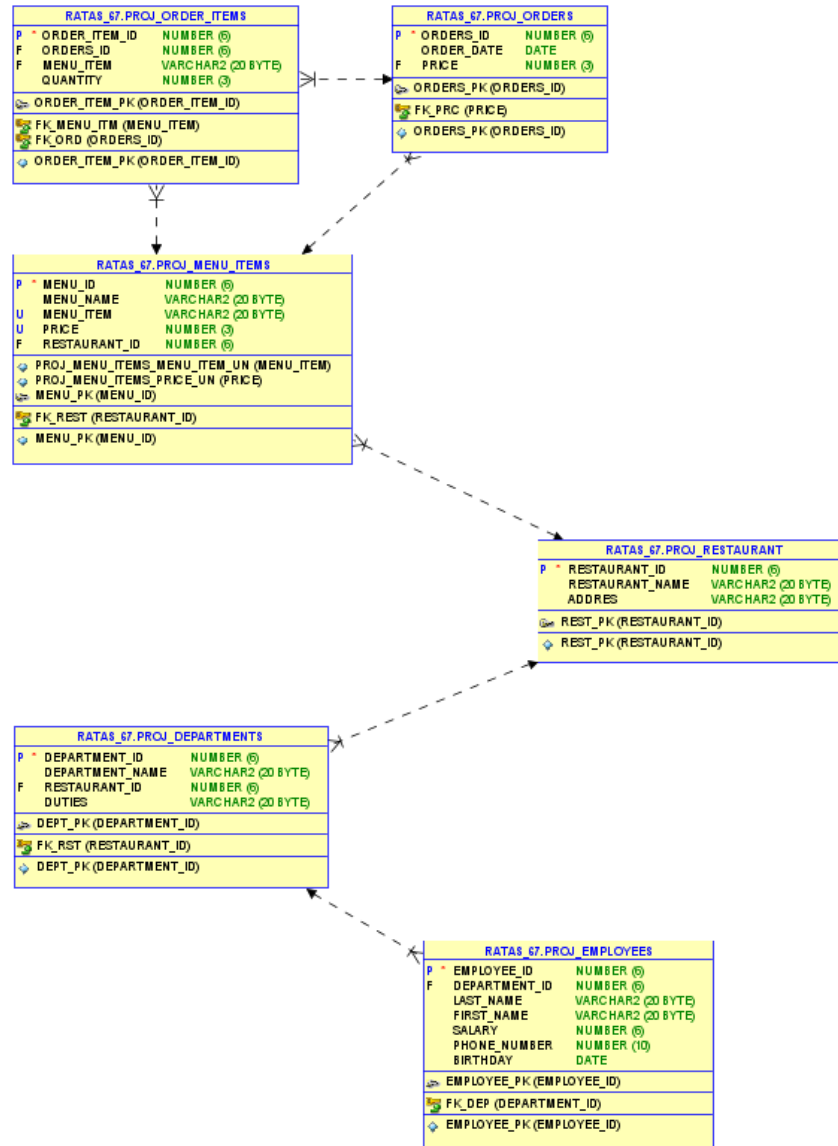 RATAS_67.PROJ_ORDER_ITEMS
P * ORDER_ITEM_ID NUMBER (6)
F ORDERS_ID NUMBER (6)
F MENU_ITEM VARCHAR2 (20 BYTE)
QUANTITY NUMBER (3)
ORDER_ITEM_PK (ORDER_ITEM_ID)
FK_MENU_ITM (MENU_ITEM)
FK_ORD (ORDERS_ID)
ORDER_ITEM_PK (ORDER_ITEM_ID)
RATAS_67.PROJ_ORDERS
P * ORDERS_ID NUMBER (6)
ORDER_DATE DATE
F PRICE NUMBER (3)
ORDERS_PK (ORDERS_ID)
FK_PRC (PRICE)
ORDERS_PK (ORDERS_ID)
RATAS_67.PROJ_MENU_ITEMS
P * MENU_ID NUMBER (6)
MENU_NAME VARCHAR2 (20 BYTE)
U MENU_ITEM VARCHAR2 (20 BYTE)
U PRICE NUMBER (3)
F RESTAURANT_ID NUMBER (6)
PROJ_MENU_ITEMS_MENU_ITEM_UN (MENU_ITEM)
PROJ_MENU_ITEMS_PRICE_UN (PRICE)
MENU_PK (MENU_ID)
FK_REST (RESTAURANT_ID)
MENU_PK (MENU_ID)
RATAS_67.PROJ_RESTAURANT
P * RESTAURANT_ID NUMBER (6)
RESTAURANT_NAME VARCHAR2 (20 BYTE)
ADDRES VARCHAR2 (20 BYTE)
REST_PK (RESTAURANT_ID)
REST_PK (RESTAURANT_ID)
RATAS_67.PROJ_DEPARTMENTS
P * DEPARTMENT_ID NUMBER (6)
DEPARTMENT_NAME VARCHAR2 (20 BYTE)
F RESTAURANT_ID NUMBER (6)
DUTIES VARCHAR2 (20 BYTE)
DEPT_PK (DEPARTMENT_ID)
FK_RST (RESTAURANT_ID)
DEPT_PK (DEPARTMENT_ID)
RATAS_67.PROJ_EMPLOYEES
P * EMPLOYEE_ID NUMBER (6)
F DEPARTMENT_ID NUMBER (6)
LAST_NAME VARCHAR2 (20 BYTE)
FIRST_NAME VARCHAR2 (20 BYTE)
SALARY NUMBER (6)
PHONE_NUMBER NUMBER (10)
BIRTHDAY DATE
EMPLOYEE_PK (EMPLOYEE_ID)
FK_DEP (DEPARTMENT_ID)
EMPLOYEE_PK (EMPLOYEE_ID)